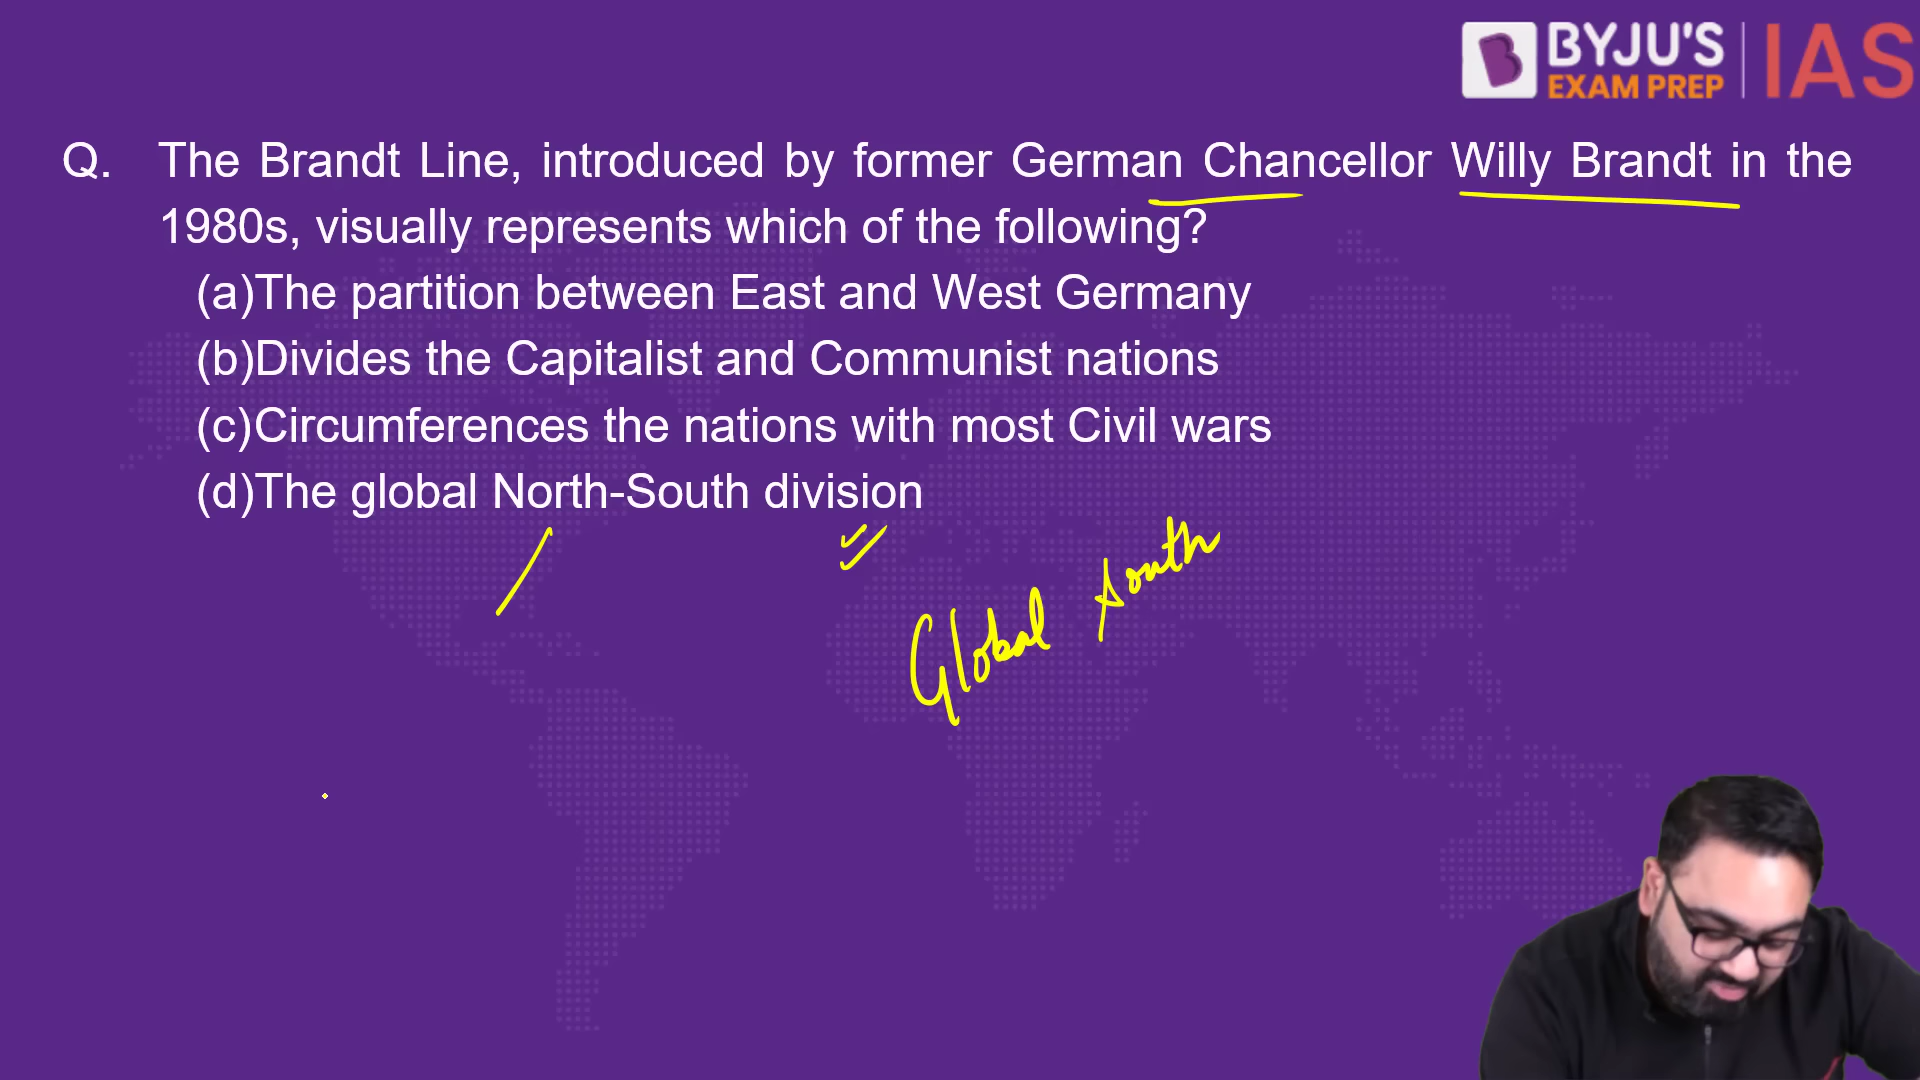 BYJU'S
EXAM PREP
IAS
Q. The Brandt Line, introduced by former German Chancellor Willy Brandt in the
1980s, visually represents which of the following?
(a)The partition between East and West Germany
(b)Divides the Capitalist and Communist nations
(c)Circumferences the nations with most Civil wars
(d)The global North-South division
Global South